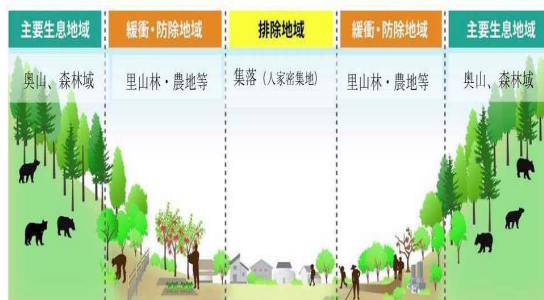 主要生息地域
緩衝・防除地域
排除地域
緩衝・防除地域
主要生息地域
奥山、森林域
里山林・農地等
集落（人家密集地）
里山林・農地等
奥山、森林域